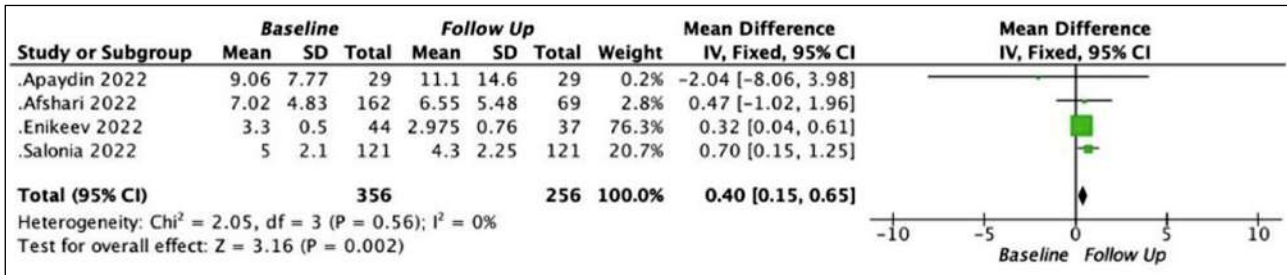 Baseline Follow Up Mean Difference Mean Difference
Study or Subgroup Mean SD Total Mean SD Total Weight IV, Fixed, 95% CI IV, Fixed, 95% CI
.Apaydin 2022 9.06 7.77 29 11.1 14.6 29 0.2% -2.04 [-8.06, 3.98]
.Afshari 2022 7.02 4.83 162 6.55 5.48 69 2.8% 0.47 [-1.02, 1.96]
.Enikeev 2022 3.3 0.5 44 2.975 0.76 37 76.3% 0.32 [0.04, 0.61]
.Salonia 2022 5 2.1 121 4.3 2.25 121 20.7% 0.70 [0.15, 1.25]
Total (95% CI) 356 256 100.0% 0.40 [0.15, 0.65]
Heterogeneity: Chi² = 2.05, df = 3 (P = 0.56); I² = 0%
Test for overall effect: Z = 3.16 (P = 0.002)
-10 -5 0 5 10
Baseline Follow Up